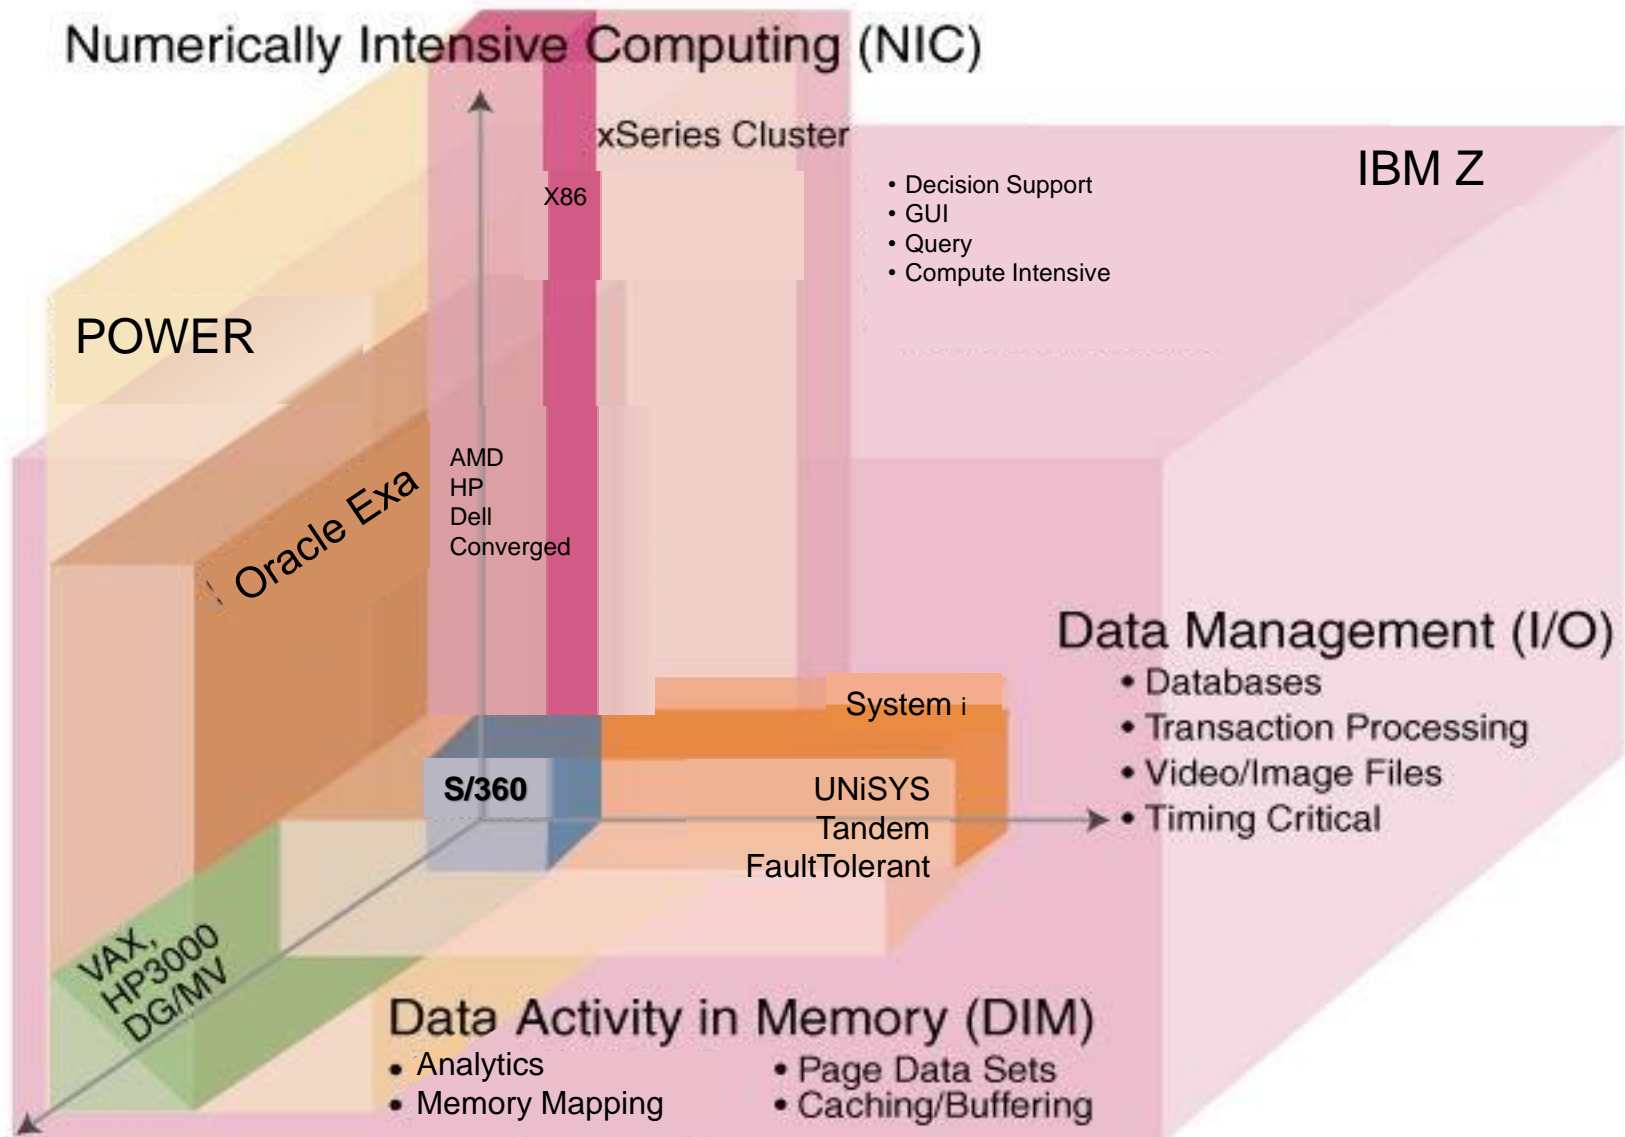 Numerically Intensive Computing (NIC)
xSeries Cluster
IBM Z
X86
• Decision Support
• GUI
• Query
• Compute Intensive
POWER
AMD
HP
Dell
Converged
Oracle Exa
Data Management (I/O)
• Databases
• Transaction Processing
• Video/Image Files
• Timing Critical
System i
S/360
UNiSYS
Tandem
FaultTolerant
VAX,
HP3000
DG/MV
Data Activity in Memory (DIM)
• Analytics
• Memory Mapping
• Page Data Sets
• Caching/Buffering